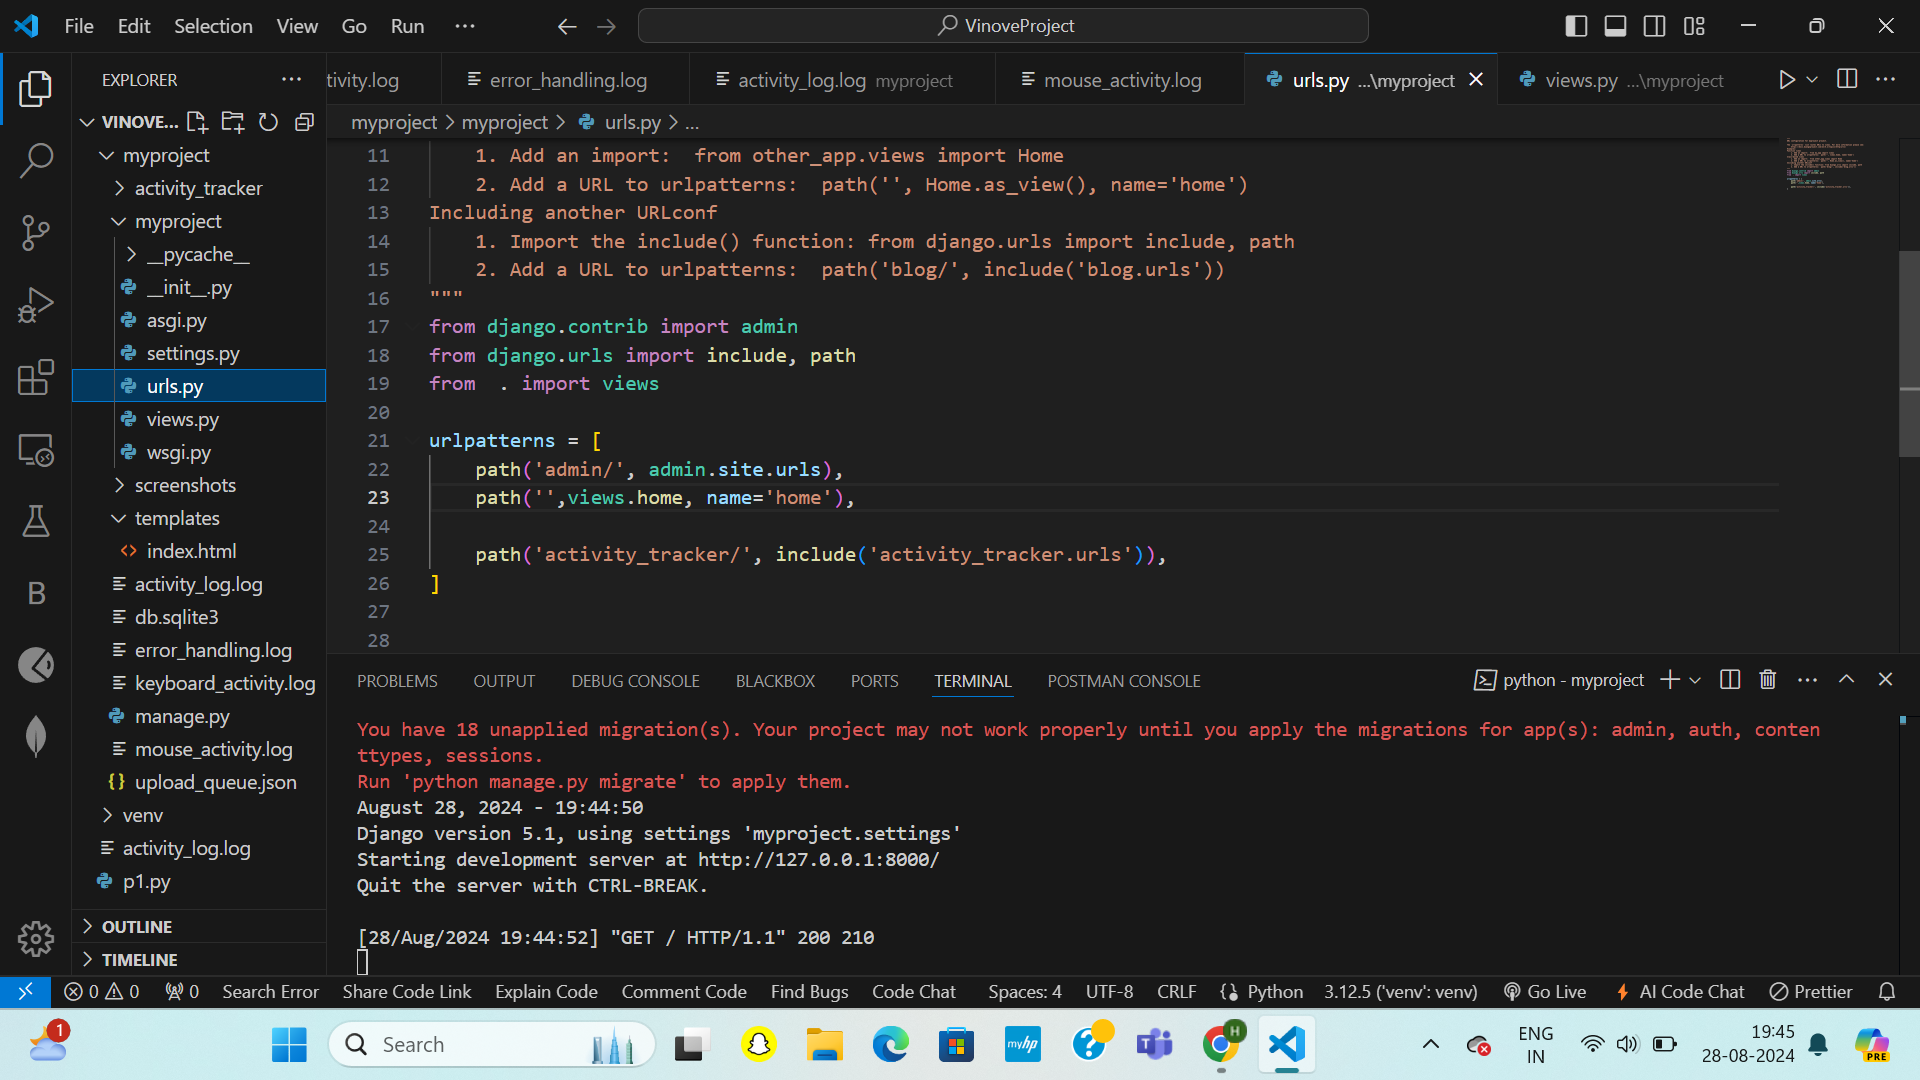 File Edit Selection View Go Run ...
VinoveProject
EXPLORER ...
tivity.log
error_handling.log
activity_log.log myproject
mouse_activity.log
urls.py ...\myproject
views.py ...\myproject
VINOVE...
myproject
activity_tracker
myproject
__pycache__
__init__.py
asgi.py
settings.py
urls.py
views.py
wsgi.py
screenshots
templates
<> index.html
activity_log.log
db.sqlite3
error_handling.log
keyboard_activity.log
manage.py
mouse_activity.log
{} upload_queue.json
venv
activity_log.log
p1.py
OUTLINE
TIMELINE
B
myproject > myproject > urls.py > ...
11 1. Add an import:  from other_app.views import Home
12 2. Add a URL to urlpatterns:  path('', Home.as_view(), name='home')
13 Including another URLconf
14 1. Import the include() function: from django.urls import include, path
15 2. Add a URL to urlpatterns:  path('blog/', include('blog.urls'))
16 """
17 from django.contrib import admin
18 from django.urls import include, path
19 from  . import views
20
21 urlpatterns = [
22 path('admin/', admin.site.urls),
23 path('',views.home, name='home'),
24
25 path('activity_tracker/', include('activity_tracker.urls')),
26 ]
27
28
PROBLEMS OUTPUT DEBUG CONSOLE BLACKBOX PORTS TERMINAL POSTMAN CONSOLE
python - myproject
You have 18 unapplied migration(s). Your project may not work properly until you apply the migrations for app(s): admin, auth, conten
ttypes, sessions.
Run 'python manage.py migrate' to apply them.
August 28, 2024 - 19:44:50
Django version 5.1, using settings 'myproject.settings'
Starting development server at http://127.0.0.1:8000/
Quit the server with CTRL-BREAK.
[28/Aug/2024 19:44:52] "GET / HTTP/1.1" 200 210
0 0 0 Search Error Share Code Link Explain Code Comment Code Find Bugs Code Chat Spaces: 4 UTF-8 CRLF Python 3.12.5 ('venv': venv) Go Live AI Code Chat Prettier
1
Search
myhp
?
T
H
ENG
IN
19:45
28-08-2024
PRE